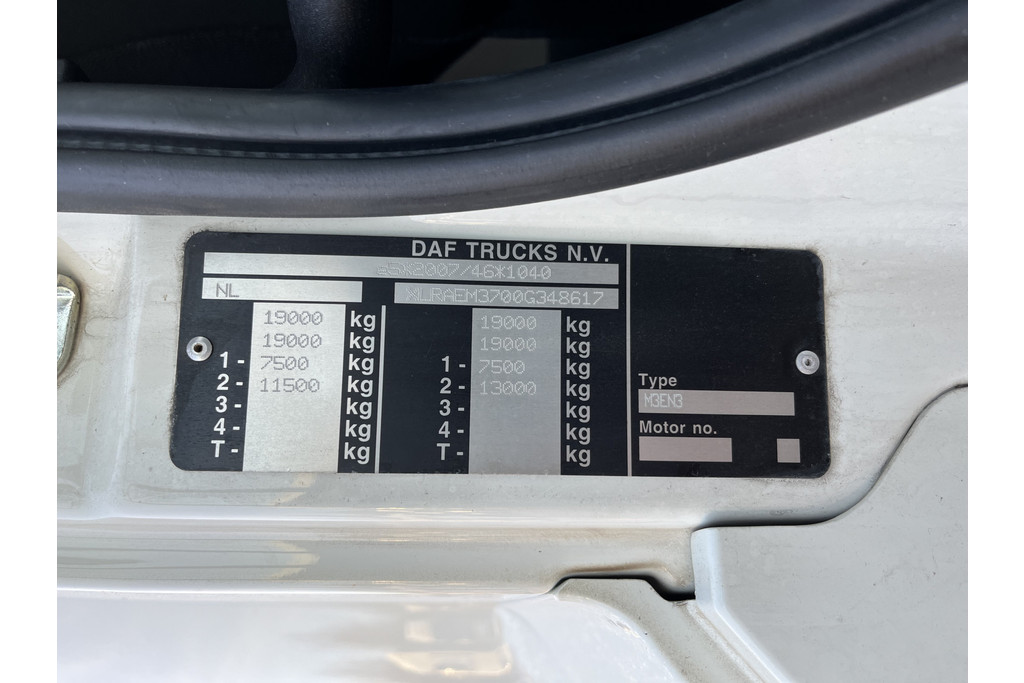 DAF TRUCKS N.V.
e5*2007/46*1040
NL XLRAEM3700G348617
19000 kg 19000 kg
19000 kg 19000 kg
1- 7500 kg 1- 7500 kg
2- 11500 kg 2- 13000 kg
3- kg 3- kg
4- kg 4- kg
T- kg T- kg
Type
M3EN3
Motor no.